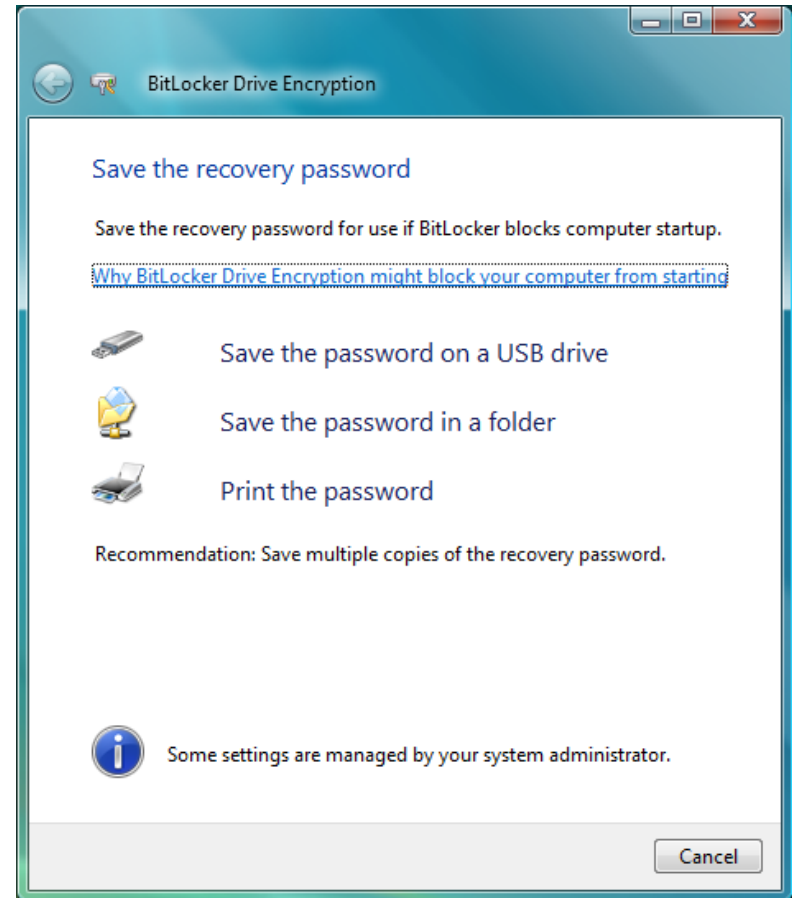 BitLocker Drive Encryption
Save the recovery password
Save the recovery password for use if BitLocker blocks computer startup.
Why BitLocker Drive Encryption might block your computer from starting
Save the password on a USB drive
Save the password in a folder
Print the password
Recommendation: Save multiple copies of the recovery password.
Some settings are managed by your system administrator.
Cancel